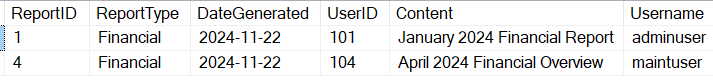 ReportID ReportType DateGenerated UserID Content Username
1 Financial 2024-11-22 101 January 2024 Financial Report adminuser
4 Financial 2024-11-22 104 April 2024 Financial Overview maintuser